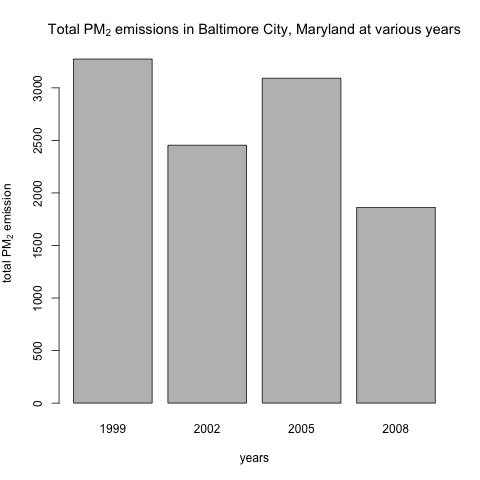 Total PM₂ emissions in Baltimore City, Maryland at various years
total PM₂ emission
3000
2500
2000
1500
1000
500
0
1999 2002 2005 2008
years